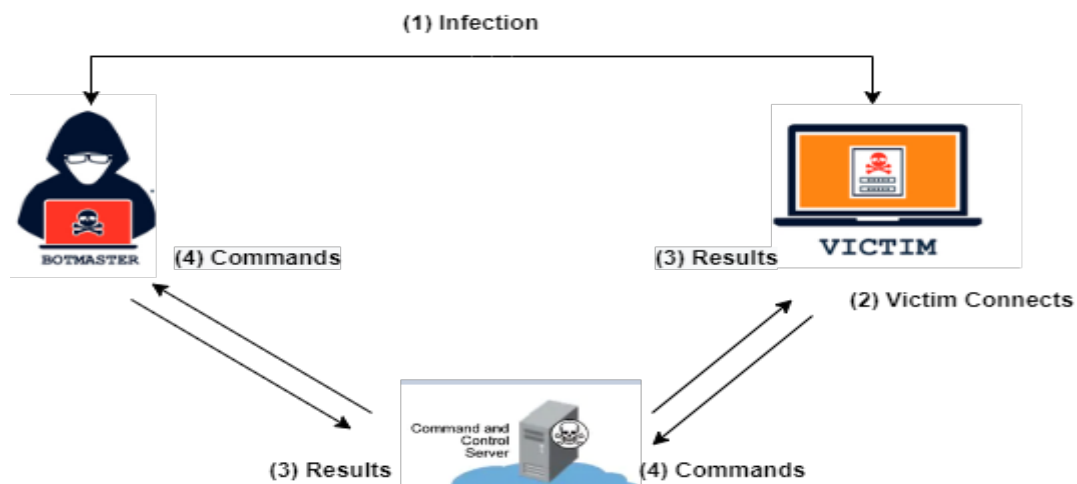 (1) Infection
BOTMASTER
VICTIM
(4) Commands
(3) Results
(2) Victim Connects
Command and
Control
Server
(3) Results
(4) Commands